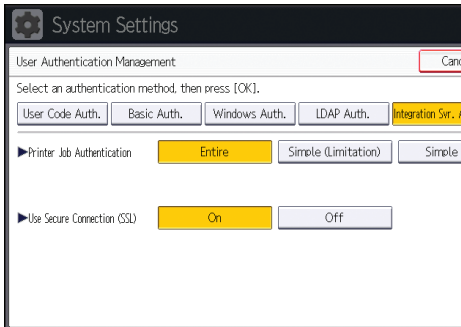 System Settings
User Authentication Management Canc
Select an authentication method, then press [OK].
User Code Auth. Basic Auth. Windows Auth. LDAP Auth. Integration Svr. A
▶Printer Job Authentication Entire Simple (Limitation) Simple
▶Use Secure Connection (SSL) On Off